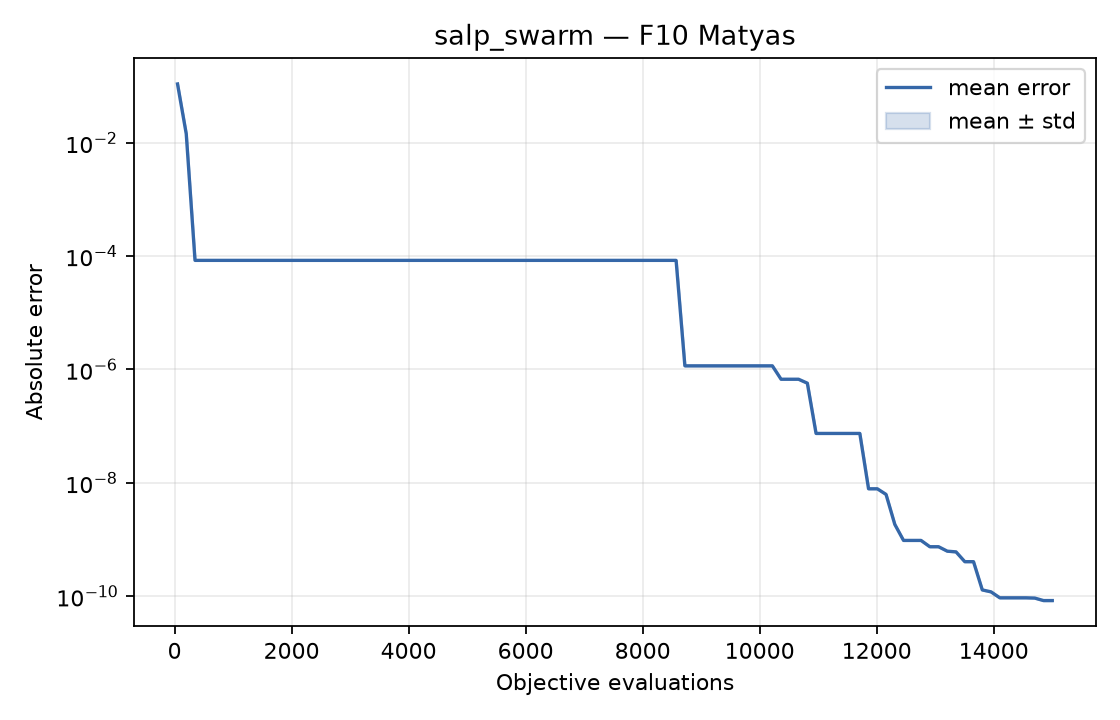 salp_swarm — F10 Matyas
mean error
mean ± std
Absolute error
10⁻²
10⁻⁴
10⁻⁶
10⁻⁸
10⁻¹⁰
0 2000 4000 6000 8000 10000 12000 14000
Objective evaluations